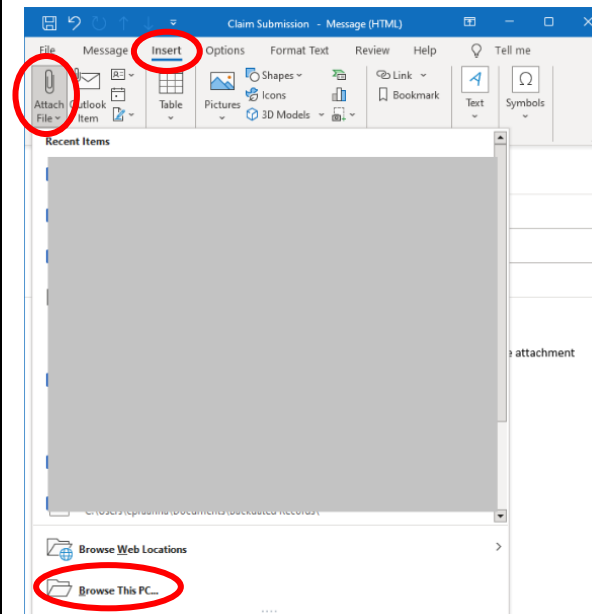 Claim Submission - Message (HTML)
File Message Insert Options Format Text Review Help Tell me
Shapes Link
Icons Bookmark
Attach File Outlook Item Table Pictures 3D Models Text Symbols
Recent Items
attachment
Browse Web Locations
Browse This PC...